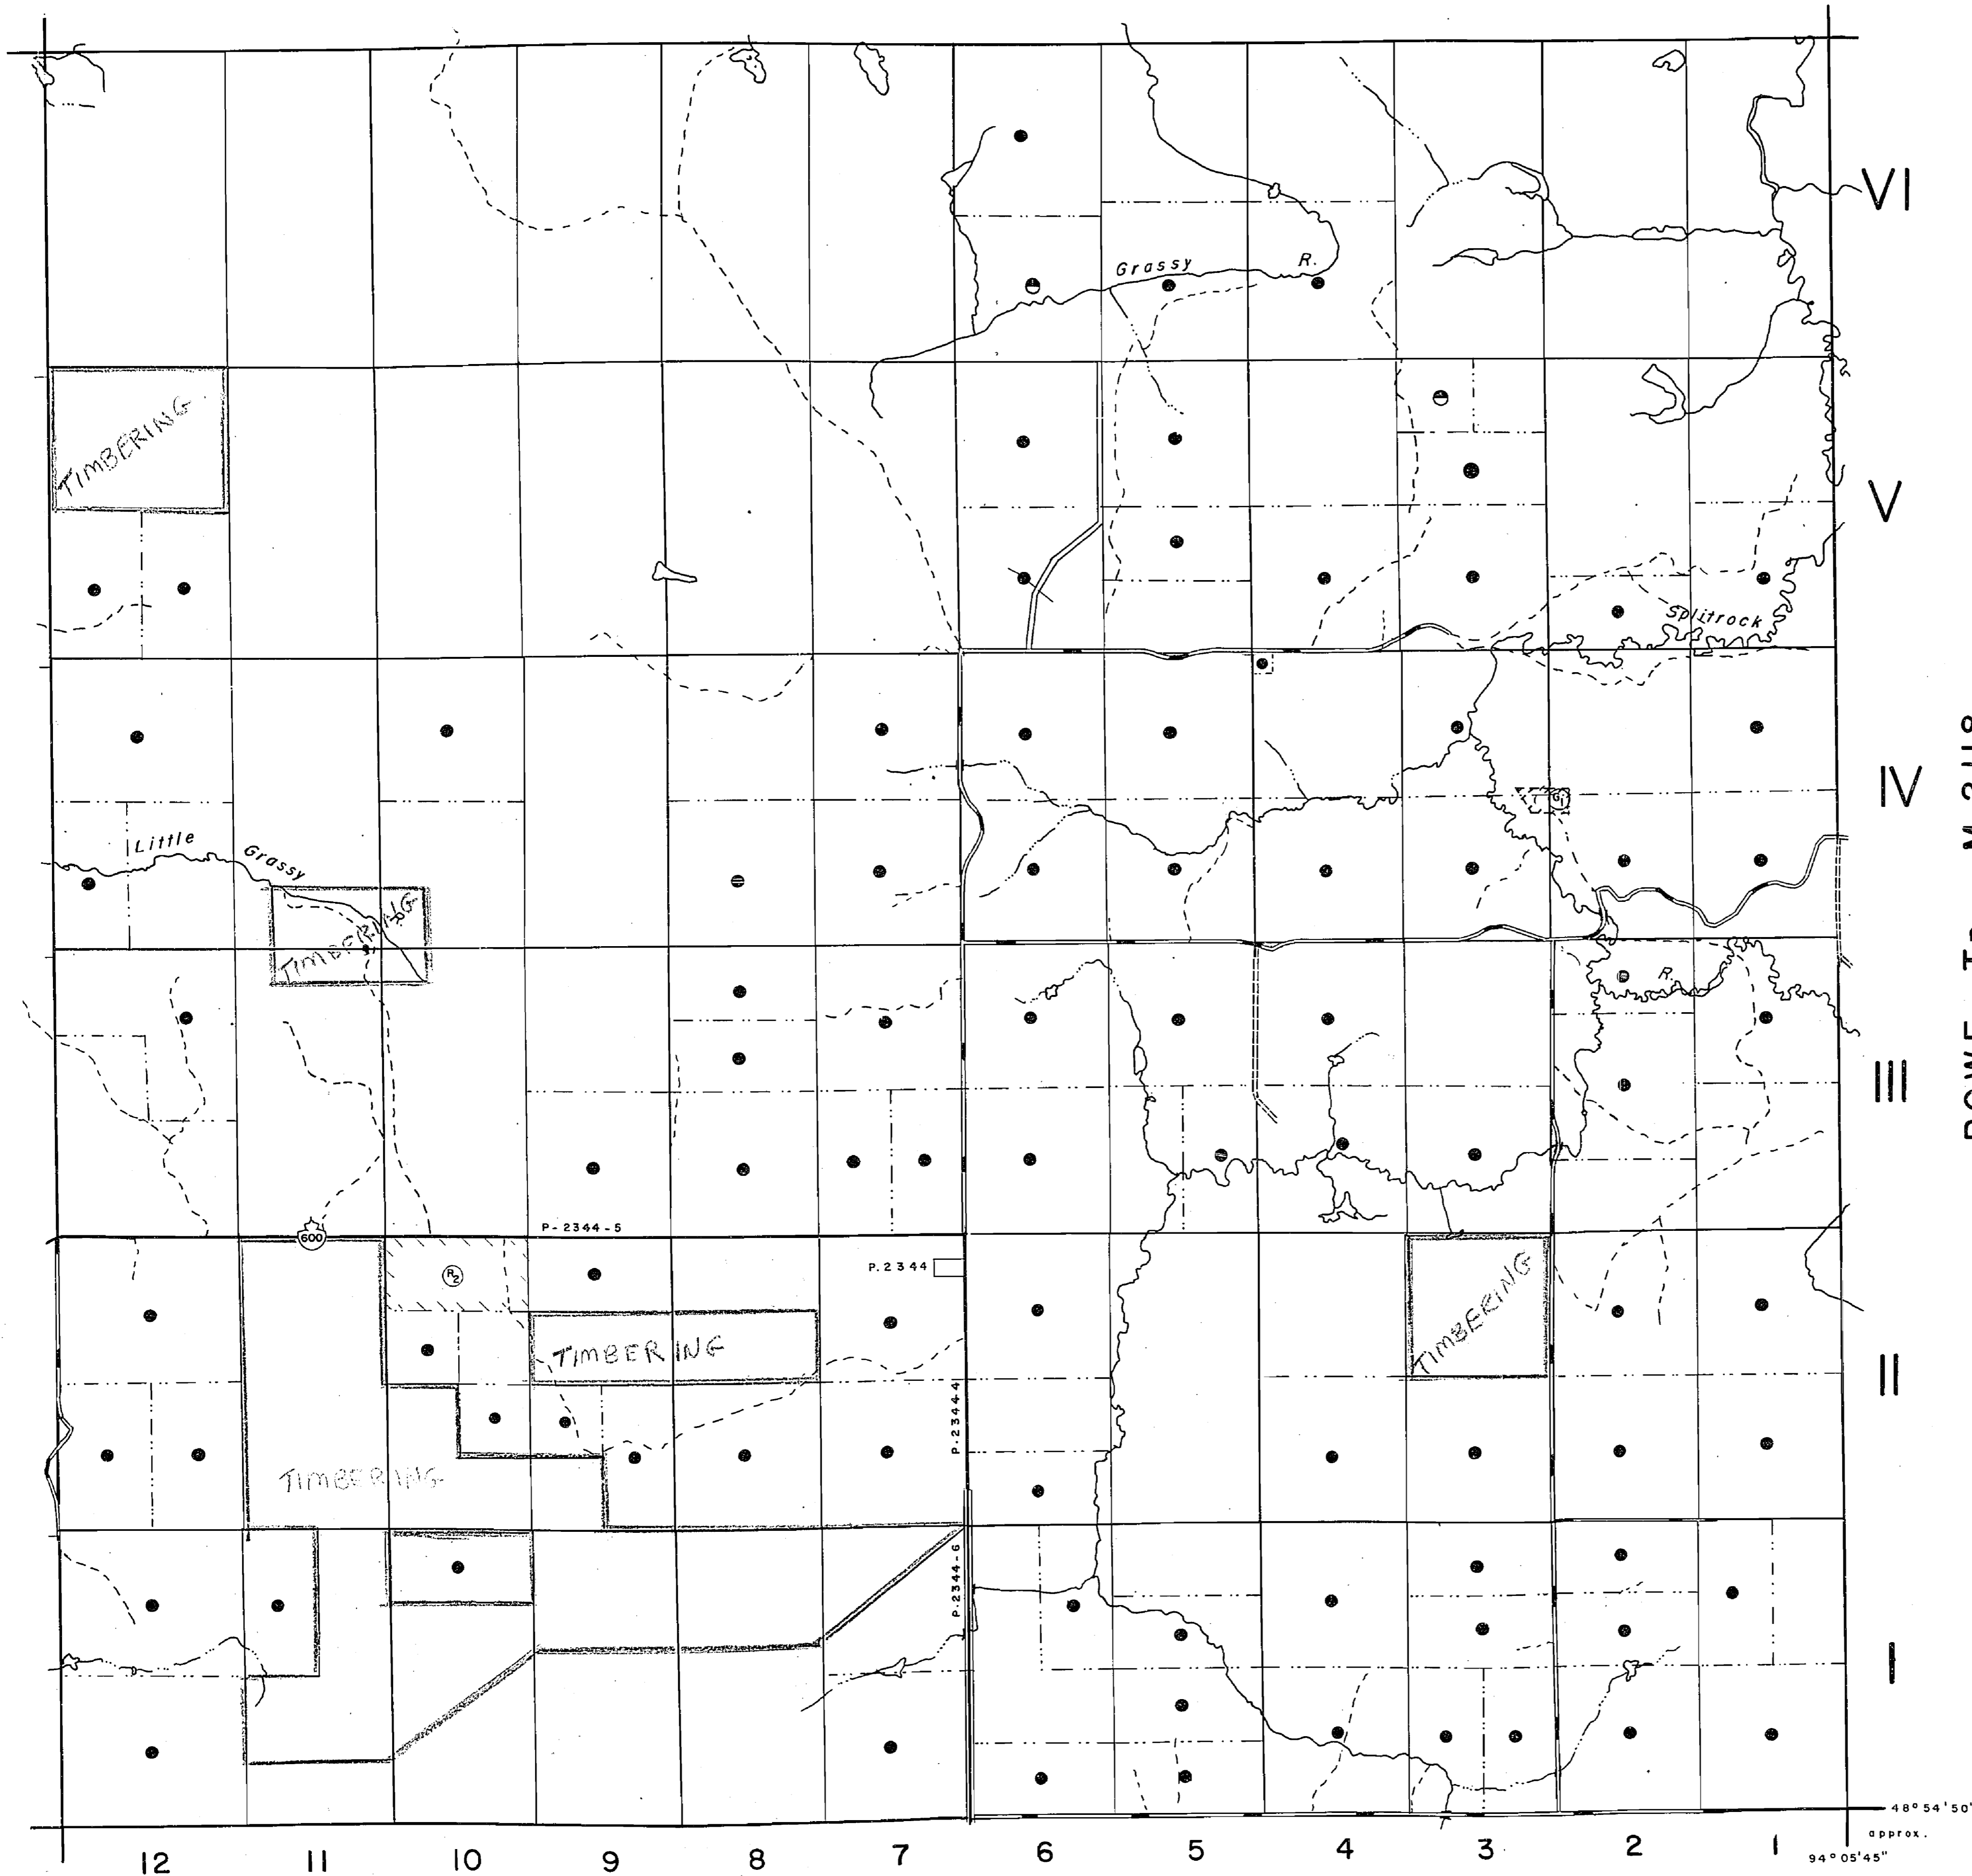 VI
Grassy R.
TIMBERING
V
Splitrock
IV
G1
Little Grassy
TIMBERING
R.
III
P-2344-5
600
P.2344
R2
TIMBERING
TIMBERING
II
P.2344-4
TIMBERING
P.2344-6
I
48° 54' 50"
approx.
94° 05' 45"
12 11 10 9 8 7 6 5 4 3 2 1